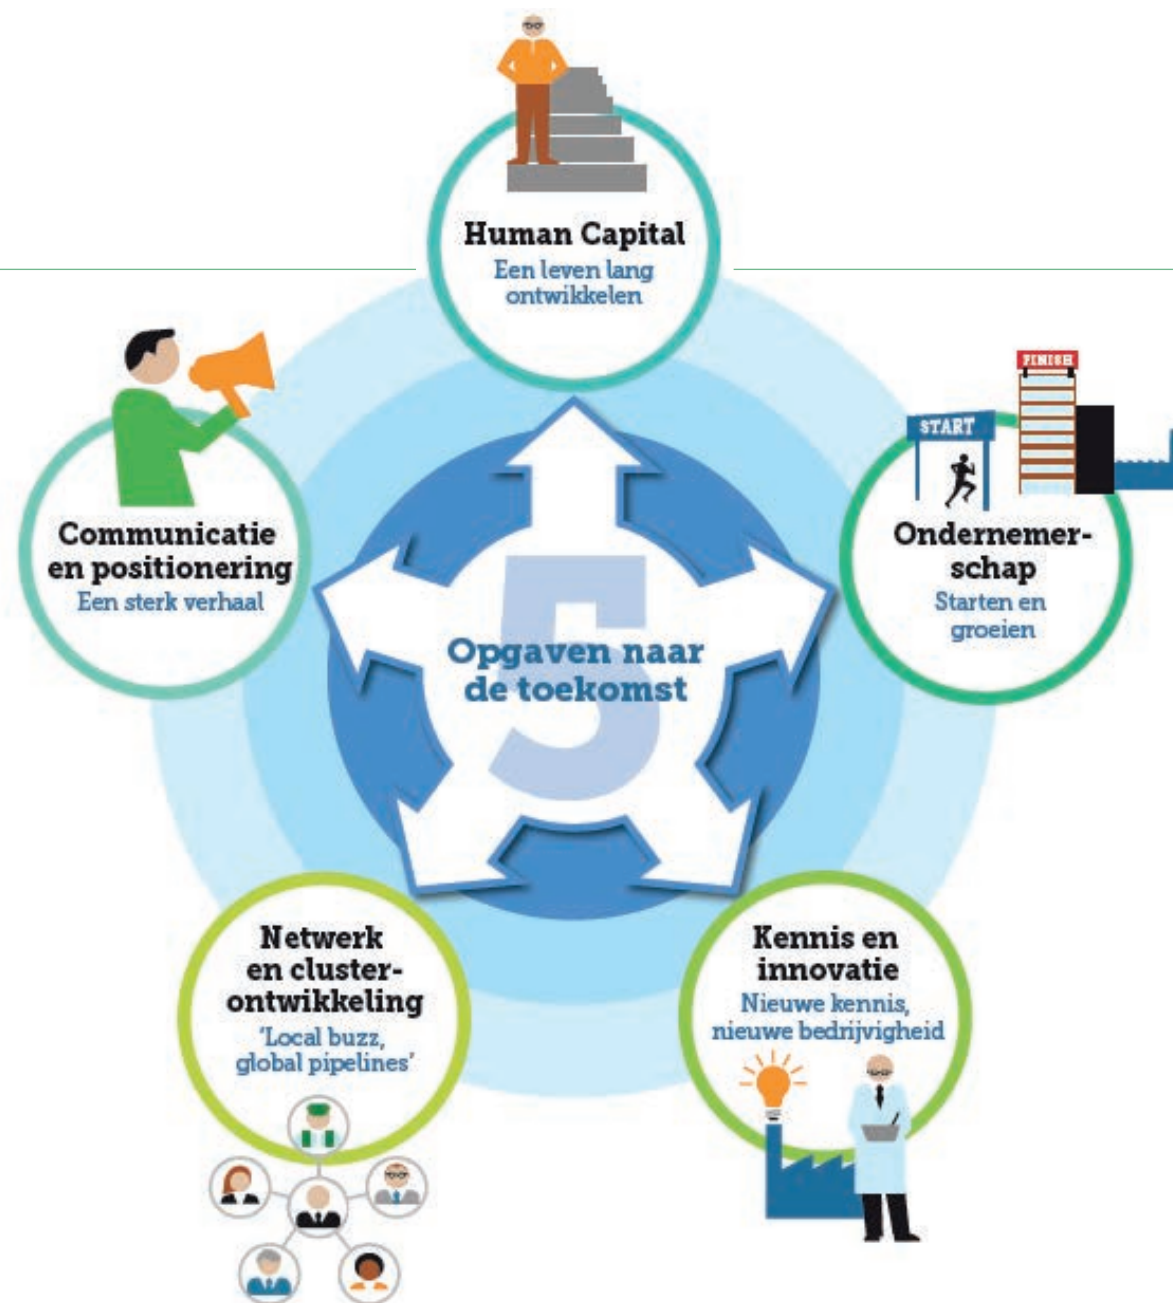 Human Capital
Een leven lang
ontwikkelen
FINISH
START
Ondernemer-
schap
Starten en
groeien
Communicatie
en positionering
Een sterk verhaal
5
Opgaven naar
de toekomst
Netwerk
en cluster-
ontwikkeling
'Local buzz,
global pipelines'
Kennis en
innovatie
Nieuwe kennis,
nieuwe bedrijvigheid